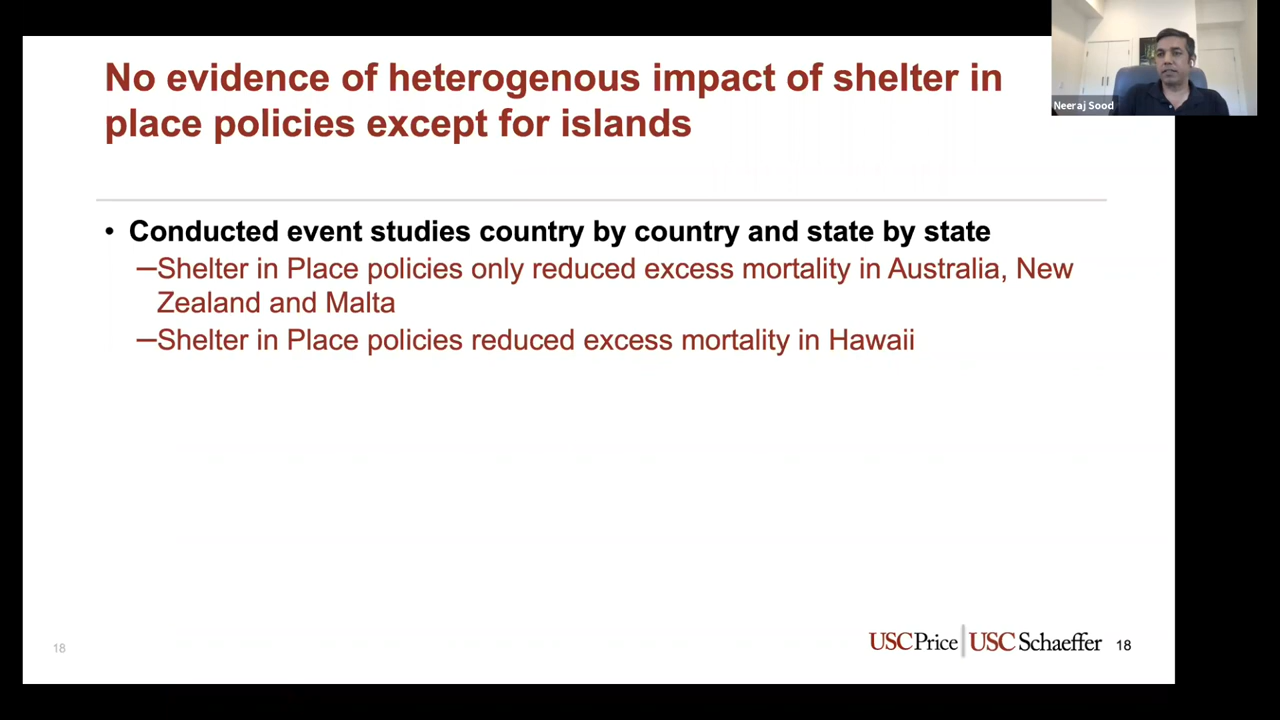 No evidence of heterogenous impact of shelter in
place policies except for islands
Neeraj Sood
• Conducted event studies country by country and state by state
—Shelter in Place policies only reduced excess mortality in Australia, New
Zealand and Malta
—Shelter in Place policies reduced excess mortality in Hawaii
18
USCPrice | USC Schaeffer 18